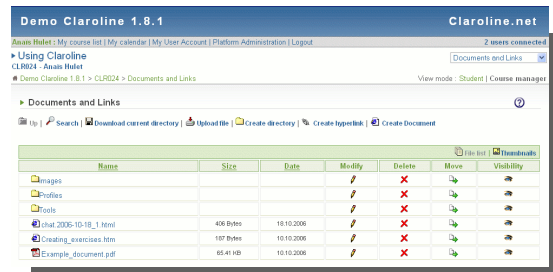 Demo Claroline 1.8.1 Claroline.net
Anais Hulet : My course list | My calendar | My User Account | Platform Administration | Logout 2 users connected
Using Claroline Documents and Links
CLR024 - Anais Hulet
Demo Claroline 1.8.1 > CLR024 > Documents and Links View mode : Student | Course manager
Documents and Links
Up | Search | Download current directory | Upload file | Create directory | Create hyperlink | Create Document
File list | Thumbnails
Name Size Date Modify Delete Move Visibility
Images
Profiles
Tools
chat.2006-10-18_1.html 406 Bytes 18.10.2006
Creating_exercises.htm 187 Bytes 10.10.2006
Example_document.pdf 65.41 KB 10.10.2006